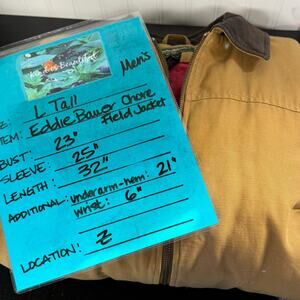 Men's
L Tall
ITEM: Eddie Bauer Chore
Field Jacket
BUST: 23"
SLEEVE: 25"
LENGTH: 32"
ADDITIONAL: underarm-hem: 21"
wrist: 6"
LOCATION: Z